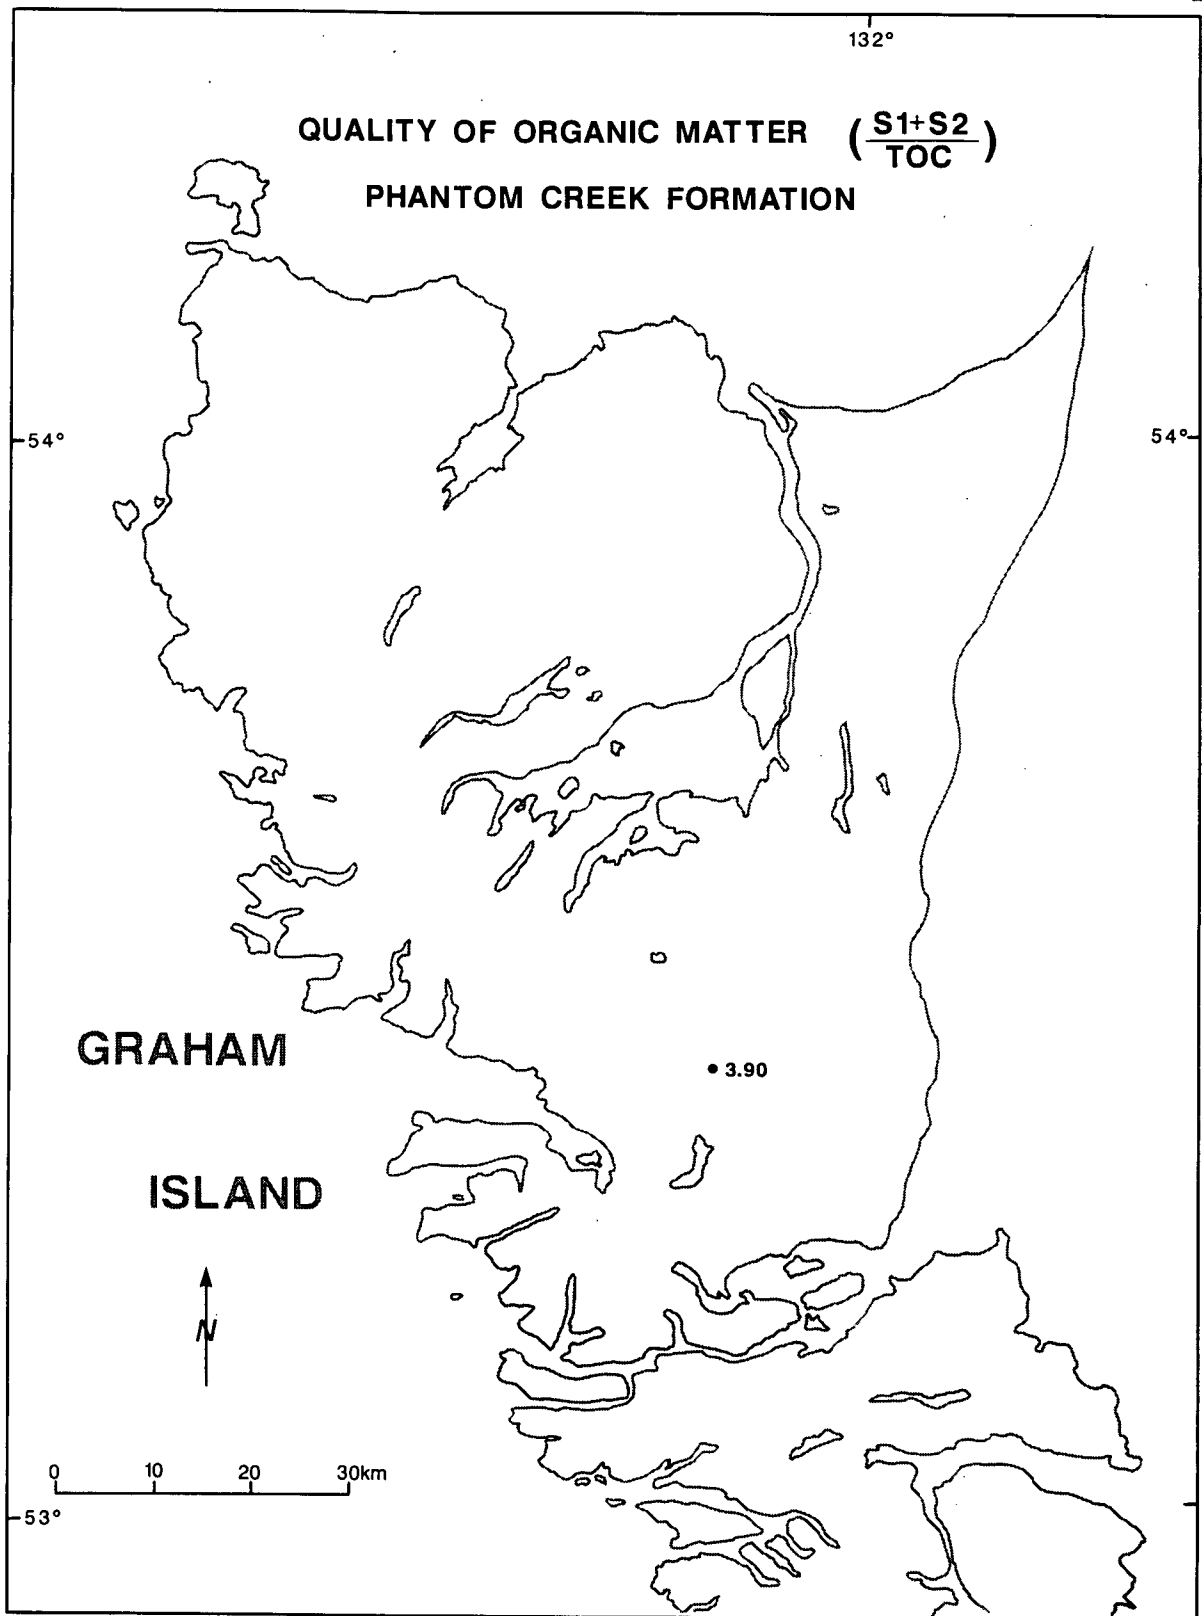 132°
QUALITY OF ORGANIC MATTER (S1+S2/TOC)
PHANTOM CREEK FORMATION
54°
54°
GRAHAM
3.90
ISLAND
N
0 10 20 30km
53°